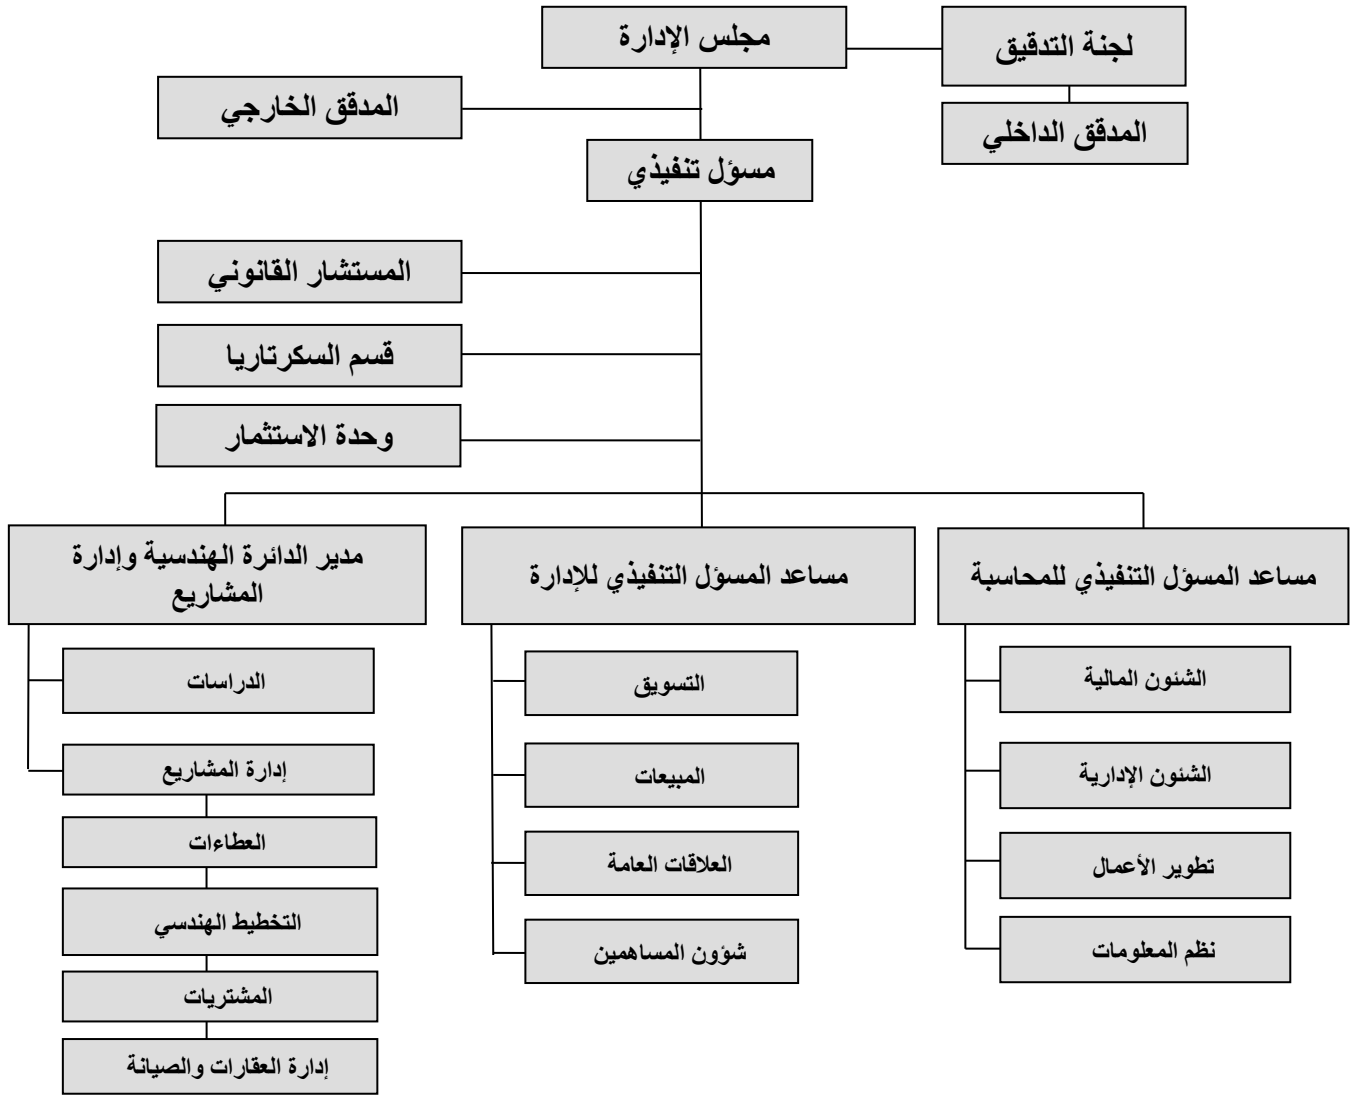 مجلس الإدارة
لجنة التدقيق
المدقق الخارجي
المدقق الداخلي
مسؤل تنفيذي
المستشار القانوني
قسم السكرتاريا
وحدة الاستثمار
مساعد المسؤل التنفيذي للمحاسبة
الشئون المالية
الشئون الإدارية
تطوير الأعمال
نظم المعلومات
مساعد المسؤل التنفيذي للإدارة
التسويق
المبيعات
العلاقات العامة
شؤون المساهمين
مدير الدائرة الهندسية وإدارة
المشاريع
الدراسات
إدارة المشاريع
العطاءات
التخطيط الهندسي
المشتريات
إدارة العقارات والصيانة